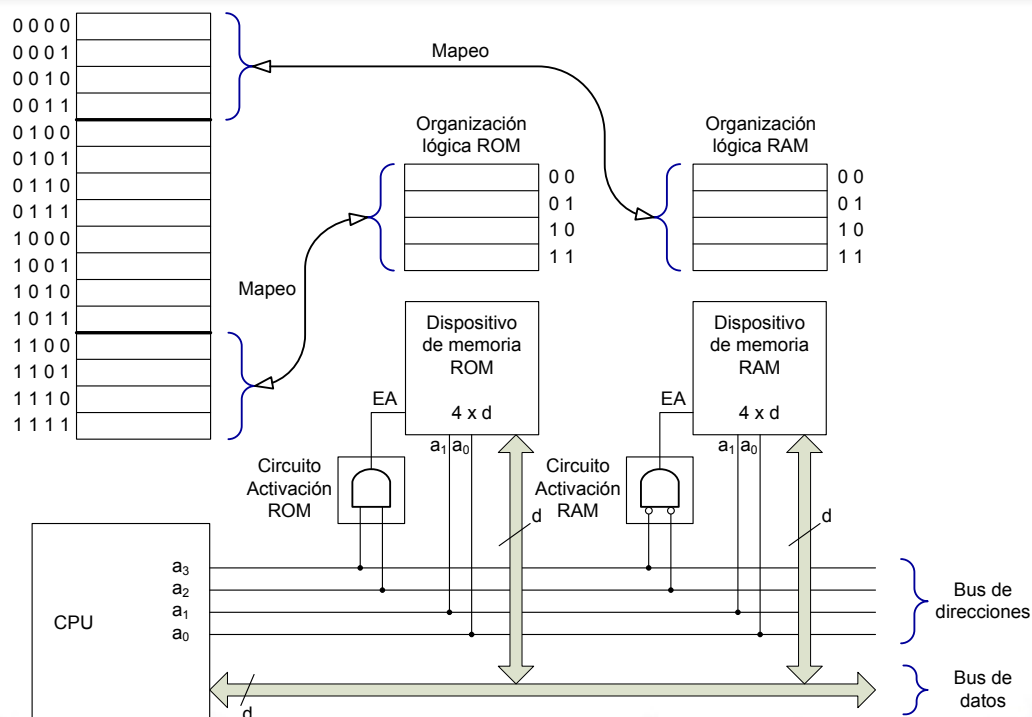 0 0 0 0
0 0 0 1
0 0 1 0
0 0 1 1
0 1 0 0
0 1 0 1
0 1 1 0
0 1 1 1
1 0 0 0
1 0 0 1
1 0 1 0
1 0 1 1
1 1 0 0
1 1 0 1
1 1 1 0
1 1 1 1
Mapeo
Mapeo
Organización
lógica ROM
0 0
0 1
1 0
1 1
Organización
lógica RAM
0 0
0 1
1 0
1 1
Dispositivo
de memoria
ROM
4 x d
EA
a₁ a₀
Circuito
Activación
ROM
d
Dispositivo
de memoria
RAM
4 x d
EA
a₁ a₀
Circuito
Activación
RAM
d
CPU
a₃
a₂
a₁
a₀
d
Bus de
direcciones
Bus de
datos